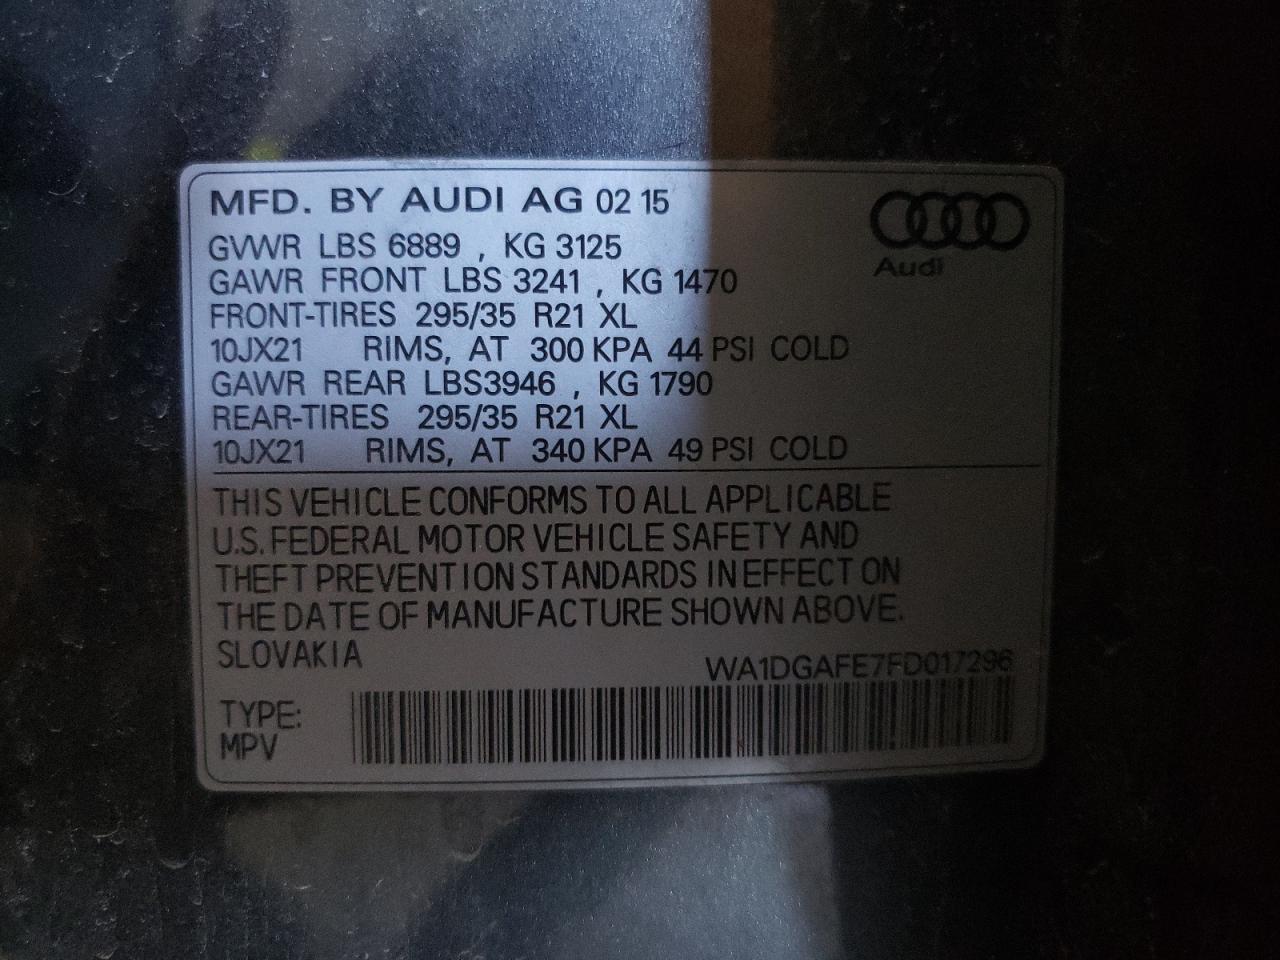 MFD. BY AUDI AG 02 15
GVWR LBS 6889 , KG 3125
GAWR FRONT LBS 3241 , KG 1470
FRONT-TIRES 295/35 R21 XL
10JX21 RIMS, AT 300 KPA 44 PSI COLD
GAWR REAR LBS3946 , KG 1790
REAR-TIRES 295/35 R21 XL
10JX21 RIMS, AT 340 KPA 49 PSI COLD
Audi
THIS VEHICLE CONFORMS TO ALL APPLICABLE
U.S. FEDERAL MOTOR VEHICLE SAFETY AND
THEFT PREVENTION STANDARDS IN EFFECT ON
THE DATE OF MANUFACTURE SHOWN ABOVE.
SLOVAKIA
WA1DGAFE7FD017296
TYPE:
MPV